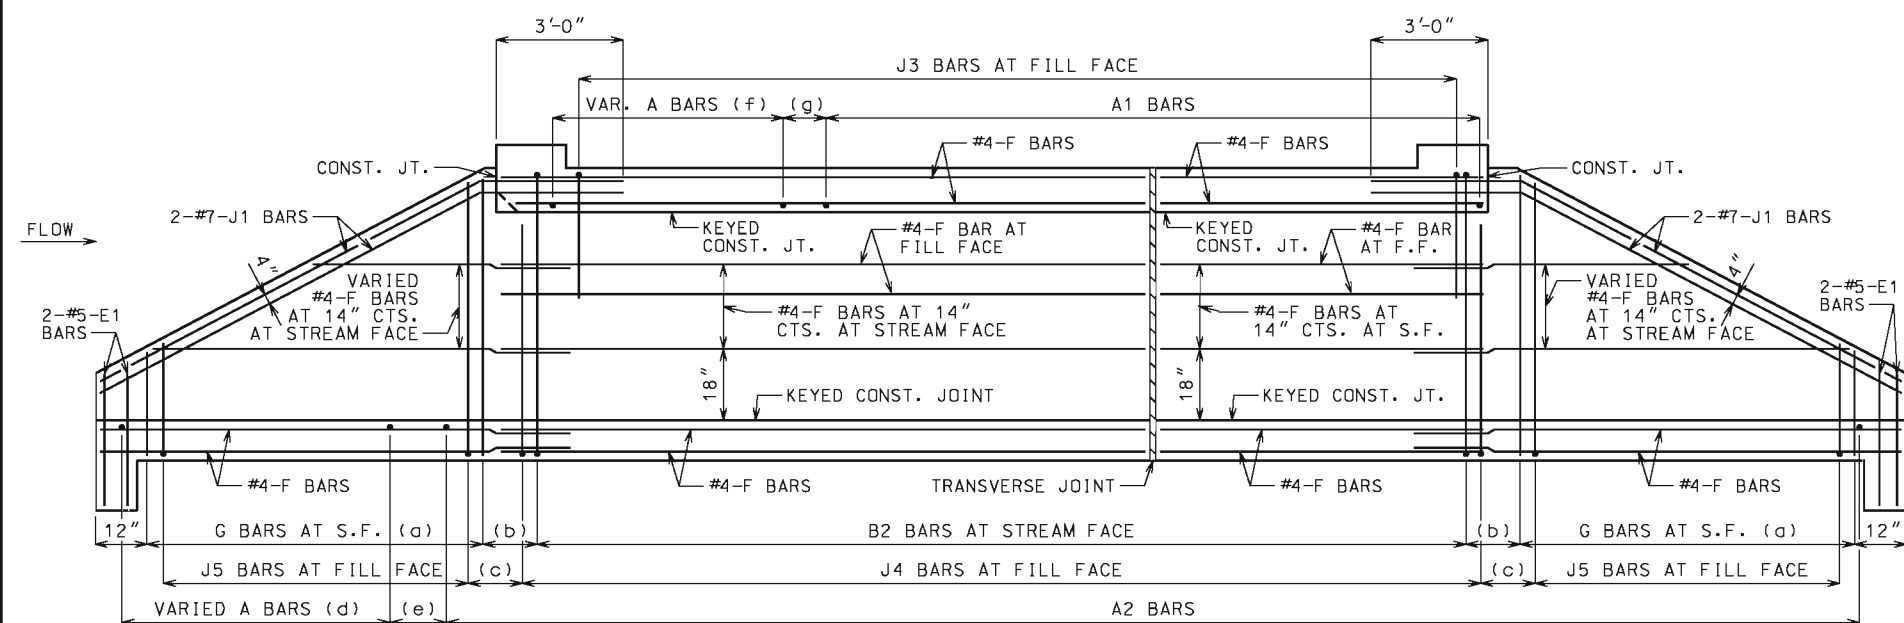 3'-0"
3'-0"
J3 BARS AT FILL FACE
VAR. A BARS (f)
(g)
A1 BARS
#4-F BARS
#4-F BARS
CONST. JT.
CONST. JT.
2-#7-J1 BARS
2-#7-J1 BARS
FLOW
KEYED
CONST. JT.
#4-F BAR AT
FILL FACE
KEYED
CONST. JT.
#4-F BAR
AT F.F.
4"
4"
VARIED
#4-F BARS
AT 14" CTS.
AT STREAM FACE
#4-F BARS AT 14"
CTS. AT STREAM FACE
#4-F BARS AT
14" CTS. AT S.F.
VARIED
#4-F BARS
AT 14" CTS.
AT STREAM FACE
2-#5-E1
BARS
2-#5-E1
BARS
18"
18"
KEYED CONST. JOINT
KEYED CONST. JT.
#4-F BARS
#4-F BARS
TRANSVERSE JOINT
#4-F BARS
#4-F BARS
12"
G BARS AT S.F. (a)
(b)
B2 BARS AT STREAM FACE
(b)
G BARS AT S.F. (a)
12"
J5 BARS AT FILL FACE
(c)
J4 BARS AT FILL FACE
(c)
J5 BARS AT FILL FACE
VARIED A BARS (d)
(e)
A2 BARS